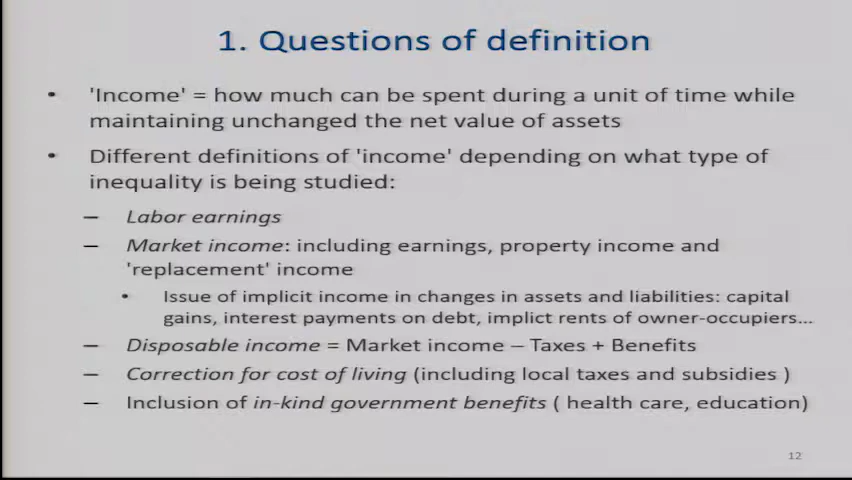 1. Questions of definition
• 'Income' = how much can be spent during a unit of time while
maintaining unchanged the net value of assets
• Different definitions of 'income' depending on what type of
inequality is being studied:
– Labor earnings
– Market income: including earnings, property income and
'replacement' income
• Issue of implicit income in changes in assets and liabilities: capital
gains, interest payments on debt, implict rents of owner-occupiers...
– Disposable income = Market income – Taxes + Benefits
– Correction for cost of living (including local taxes and subsidies )
– Inclusion of in-kind government benefits ( health care, education)
12